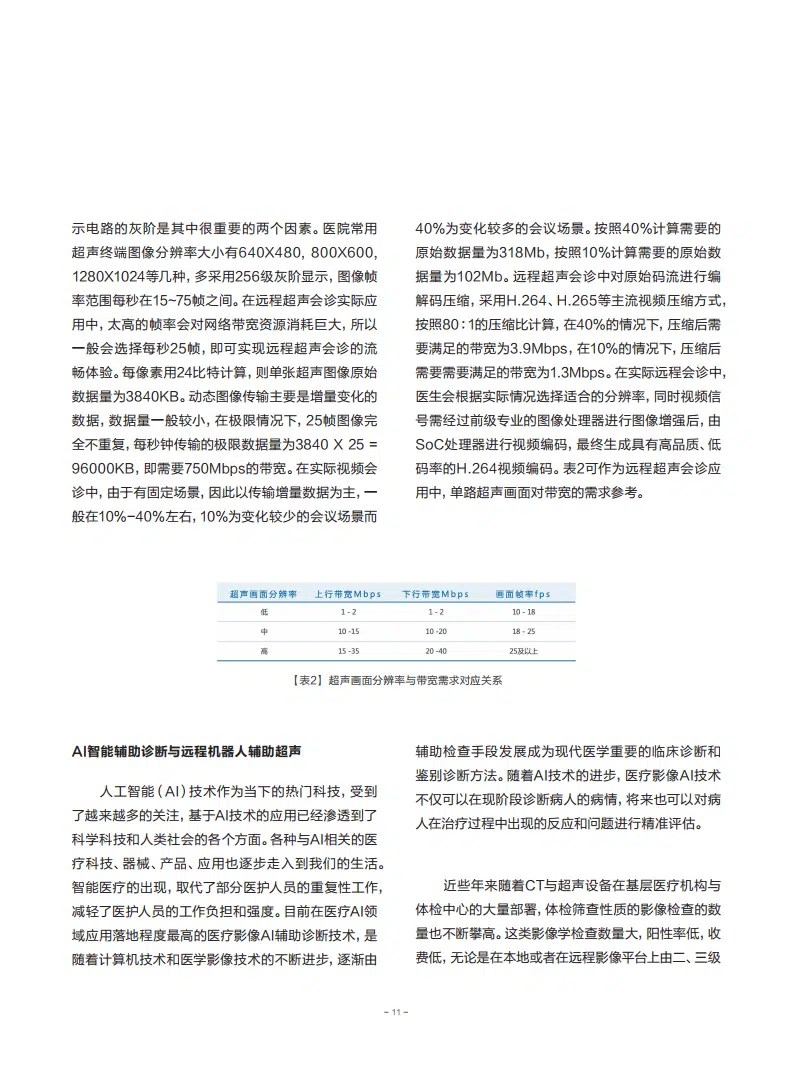 示电路的灰阶是其中很重要的两个因素。医院常用
超声终端图像分辨率大小有640X480, 800X600,
1280X1024等几种，多采用256级灰阶显示，图像帧
率范围每秒在15~75帧之间。在远程超声会诊实际应
用中，太高的帧率会对网络带宽资源消耗巨大，所以
一般会选择每秒25帧，即可实现远程超声会诊的流
畅体验。每像素用24比特计算，则单张超声图像原始
数据量为3840KB。动态图像传输主要是增量变化的
数据，数据量一般较小，在极限情况下，25帧图像完
全不重复，每秒钟传输的极限数据量为3840 X 25 =
96000KB，即需要750Mbps的带宽。在实际视频会
诊中，由于有固定场景，因此以传输增量数据为主，一
般在10%-40%左右，10%为变化较少的会议场景而
40%为变化较多的会议场景。按照40%计算需要的
原始数据量为318Mb，按照10%计算需要的原始数
据量为102Mb。远程超声会诊中对原始码流进行编
解码压缩，采用H.264、H.265等主流视频压缩方式，
按照80：1的压缩比计算，在40%的情况下，压缩后需
要满足的带宽为3.9Mbps，在10%的情况下，压缩后
需要需要满足的带宽为1.3Mbps。在实际远程会诊中，
医生会根据实际情况选择适合的分辨率，同时视频信
号需经过前级专业的图像处理器进行图像增强后，由
SoC处理器进行视频编码，最终生成具有高品质、低
码率的H.264视频编码。表2可作为远程超声会诊应
用中，单路超声画面对带宽的需求参考。
超声画面分辨率 上行带宽Mbps 下行带宽Mbps 画面帧率fps
低 1 - 2 1 - 2 10 - 18
中 10 -15 10 -20 18 - 25
高 15 -35 20 -40 25及以上
【表2】超声画面分辨率与带宽需求对应关系
AI智能辅助诊断与远程机器人辅助超声
人工智能（AI）技术作为当下的热门科技，受到
了越来越多的关注，基于AI技术的应用已经渗透到了
科学科技和人类社会的各个方面。各种与AI相关的医
疗科技、器械、产品、应用也逐步走入到我们的生活。
智能医疗的出现，取代了部分医护人员的重复性工作，
减轻了医护人员的工作负担和强度。目前在医疗AI领
域应用落地程度最高的医疗影像AI辅助诊断技术，是
随着计算机技术和医学影像技术的不断进步，逐渐由
辅助检查手段发展成为现代医学重要的临床诊断和
鉴别诊断方法。随着AI技术的进步，医疗影像AI技术
不仅可以在现阶段诊断病人的病情，将来也可以对病
人在治疗过程中出现的反应和问题进行精准评估。
近些年来随着CT与超声设备在基层医疗机构与
体检中心的大量部署，体检筛查性质的影像检查的数
量也不断攀高。这类影像学检查数量大，阳性率低，收
费低，无论是在本地或者在远程影像平台上由二、三级
- 11 -